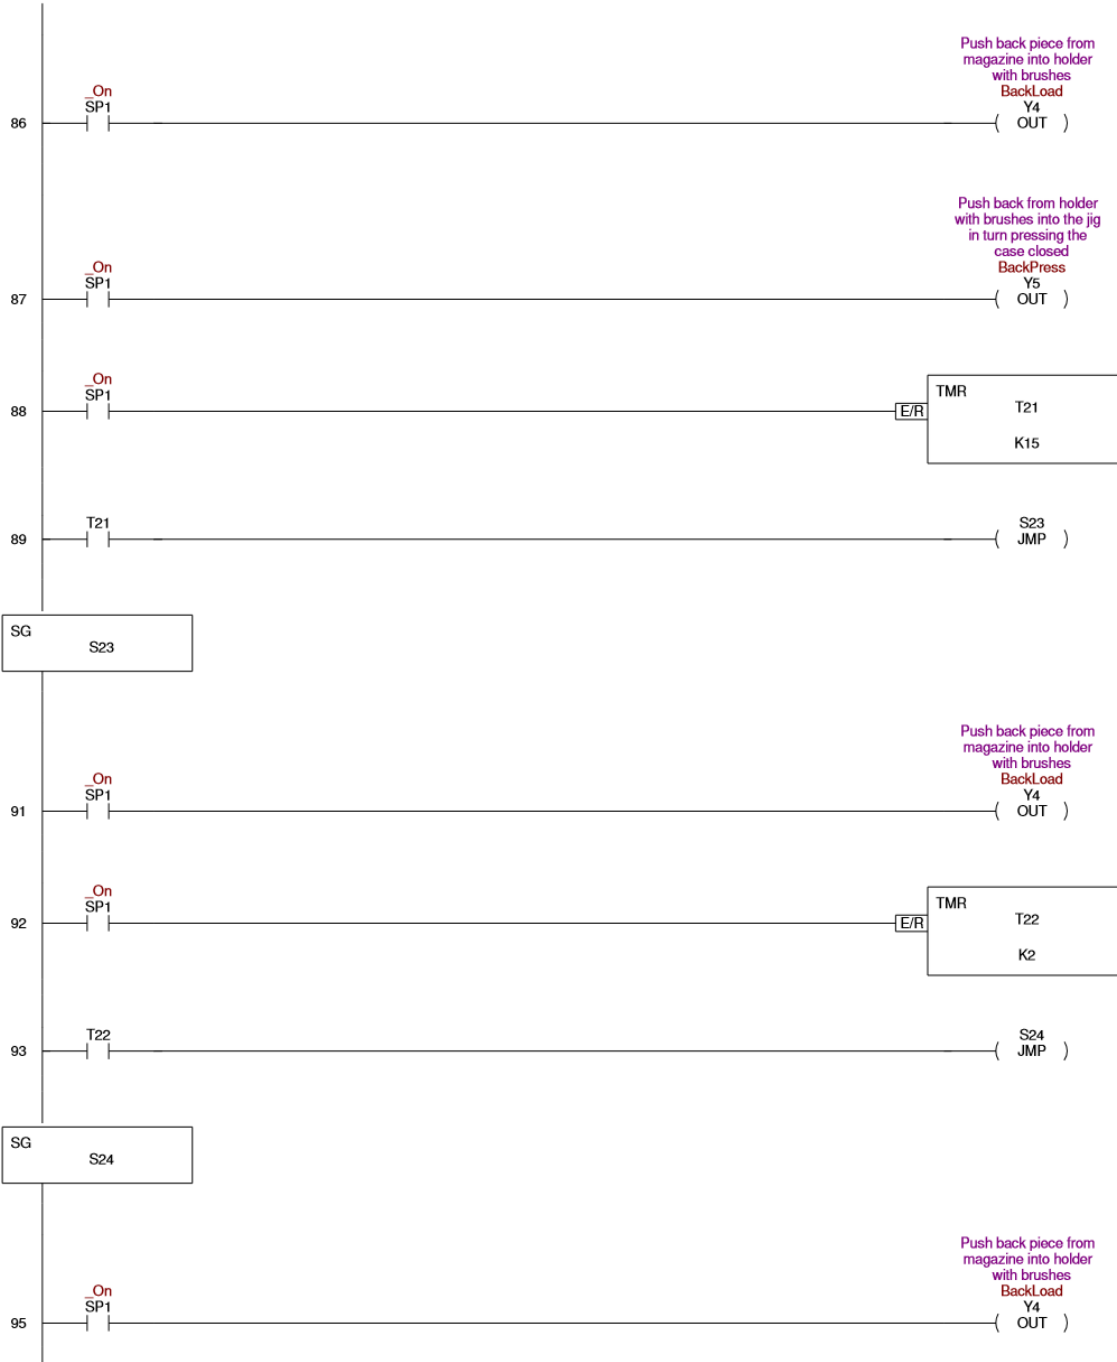 Push back piece from
magazine into holder
with brushes
_On
BackLoad
SP1
Y4
86
OUT
Push back from holder
with brushes into the jig
in turn pressing the
case closed
_On
BackPress
SP1
Y5
87
OUT
_On
SP1
TMR
88
E/R
T21
K15
T21
S23
89
JMP
SG
S23
Push back piece from
magazine into holder
with brushes
_On
BackLoad
SP1
Y4
91
OUT
_On
SP1
TMR
92
E/R
T22
K2
T22
S24
93
JMP
SG
S24
Push back piece from
magazine into holder
with brushes
_On
BackLoad
SP1
Y4
95
OUT